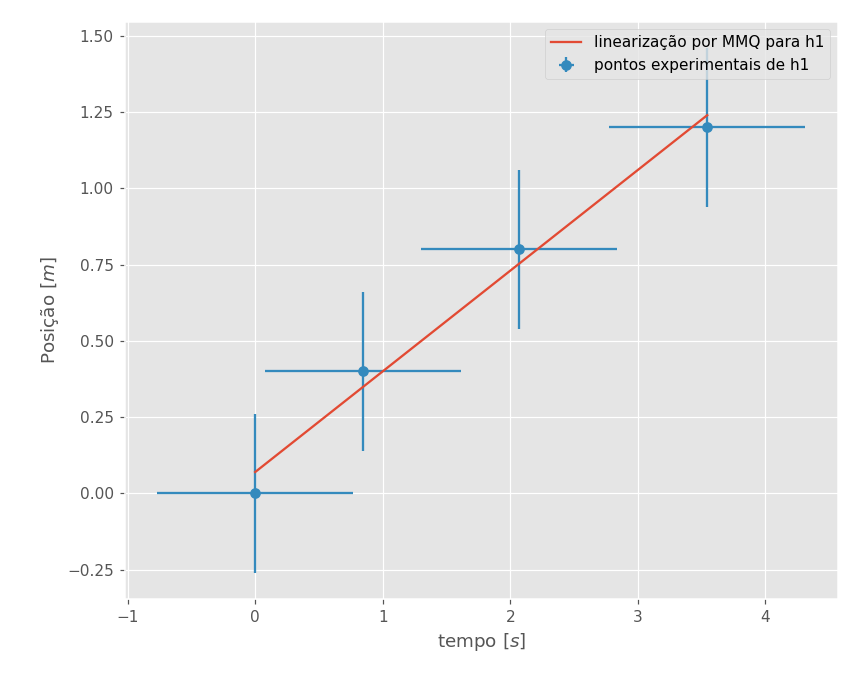 linearização por MMQ para h1
pontos experimentais de h1
1.50
1.25
1.00
0.75
0.50
0.25
0.00
−0.25
Posição [m]
−1 0 1 2 3 4
tempo [s]